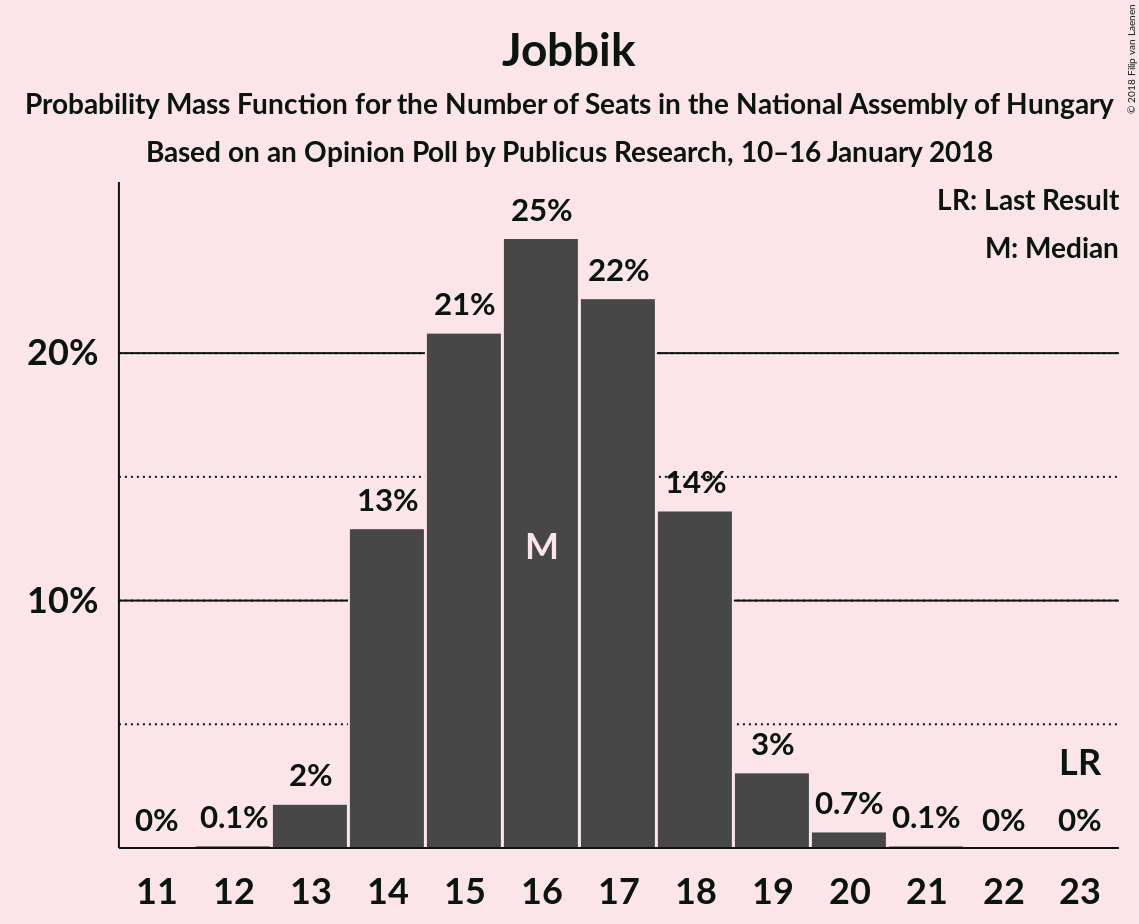 Jobbik
Probability Mass Function for the Number of Seats in the National Assembly of Hungary
Based on an Opinion Poll by Publicus Research, 10–16 January 2018
© 2018 Filip van Laenen
LR: Last Result
M: Median
20%
10%
0%
0.1%
2%
13%
21%
25%
M
22%
14%
3%
0.7%
0.1%
0%
LR
0%
11 12 13 14 15 16 17 18 19 20 21 22 23